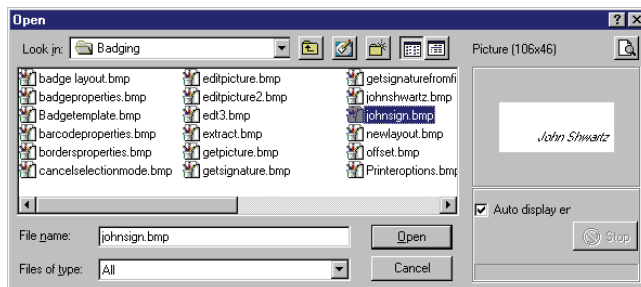 Open
Look in: Badging
Picture (106x46)
badge layout.bmp
badgeproperties.bmp
Badgetemplate.bmp
barcodeproperties.bmp
bordersproperties.bmp
cancelselectionmode.bmp
editpicture.bmp
editpicture2.bmp
edt3.bmp
extract.bmp
getpicture.bmp
getsignature.bmp
getsignaturefromfi
johnshwartz.bmp
johnsign.bmp
newlayout.bmp
offset.bmp
Printeroptions.bmp
John Shwartz
Auto display er
Stop
File name: johnsign.bmp
Open
Files of type: All
Cancel